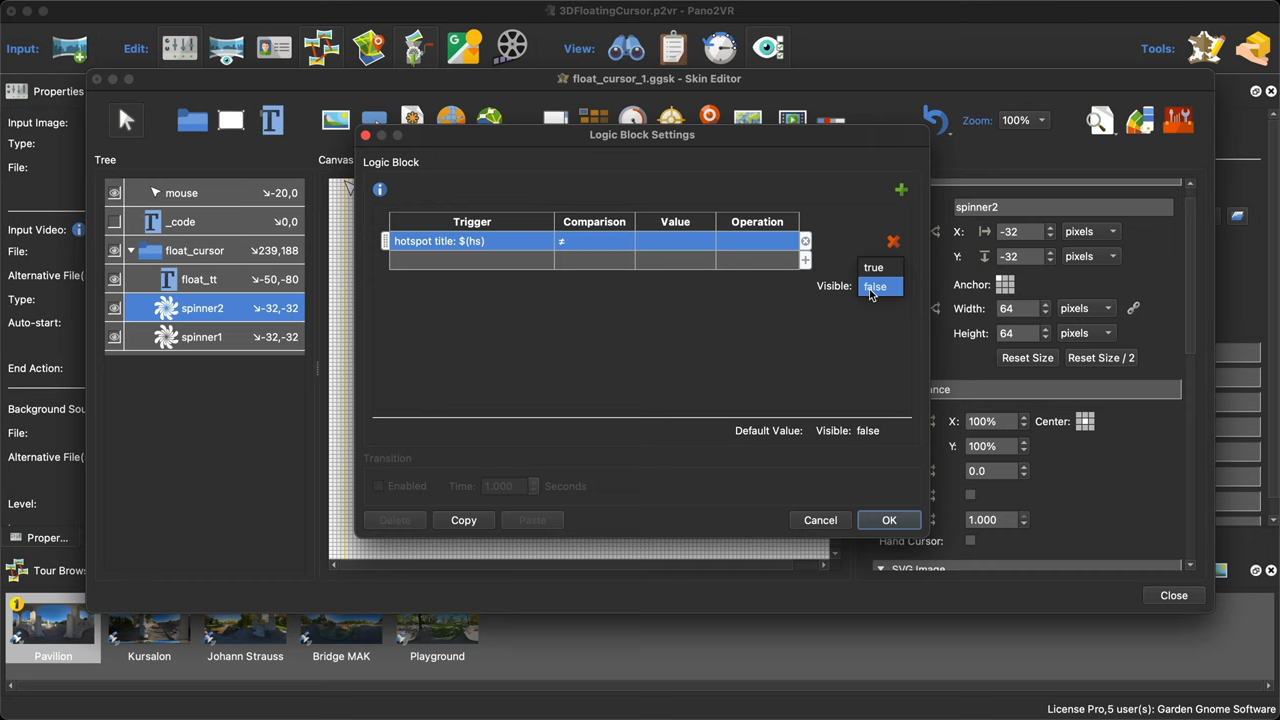 3DFloatingCursor.p2vr - Pano2VR
Input:
Edit:
View:
Tools:
float_cursor_1.ggsk - Skin Editor
Properties
Input Image:
Type:
File:
Input Video:
File:
Alternative File(
Type:
Auto-start:
End Action:
Background Sou
File:
Alternative File(
Level:
Proper...
Zoom: 100%
Tree
Canvas
mouse -20,0
_code 0,0
float_cursor 239,188
float_tt -50,-80
spinner2 -32,-32
spinner1 -32,-32
Logic Block Settings
Logic Block
Trigger Comparison Value Operation
hotspot title: $(hs) ≠
true
Visible: false
Default Value: Visible: false
Transition
Enabled Time: 1.000 Seconds
Delete Copy Paste Cancel OK
spinner2
X: -32 pixels
Y: -32 pixels
Anchor:
Width: 64 pixels
Height: 64 pixels
Reset Size Reset Size / 2
ance
X: 100% Center:
Y: 100%
0.0
1.000
Hand Cursor:
SVG Image
Close
Tour Brow
1
Pavilion Kursalon Johann Strauss Bridge MAK Playground
License Pro,5 user(s): Garden Gnome Software